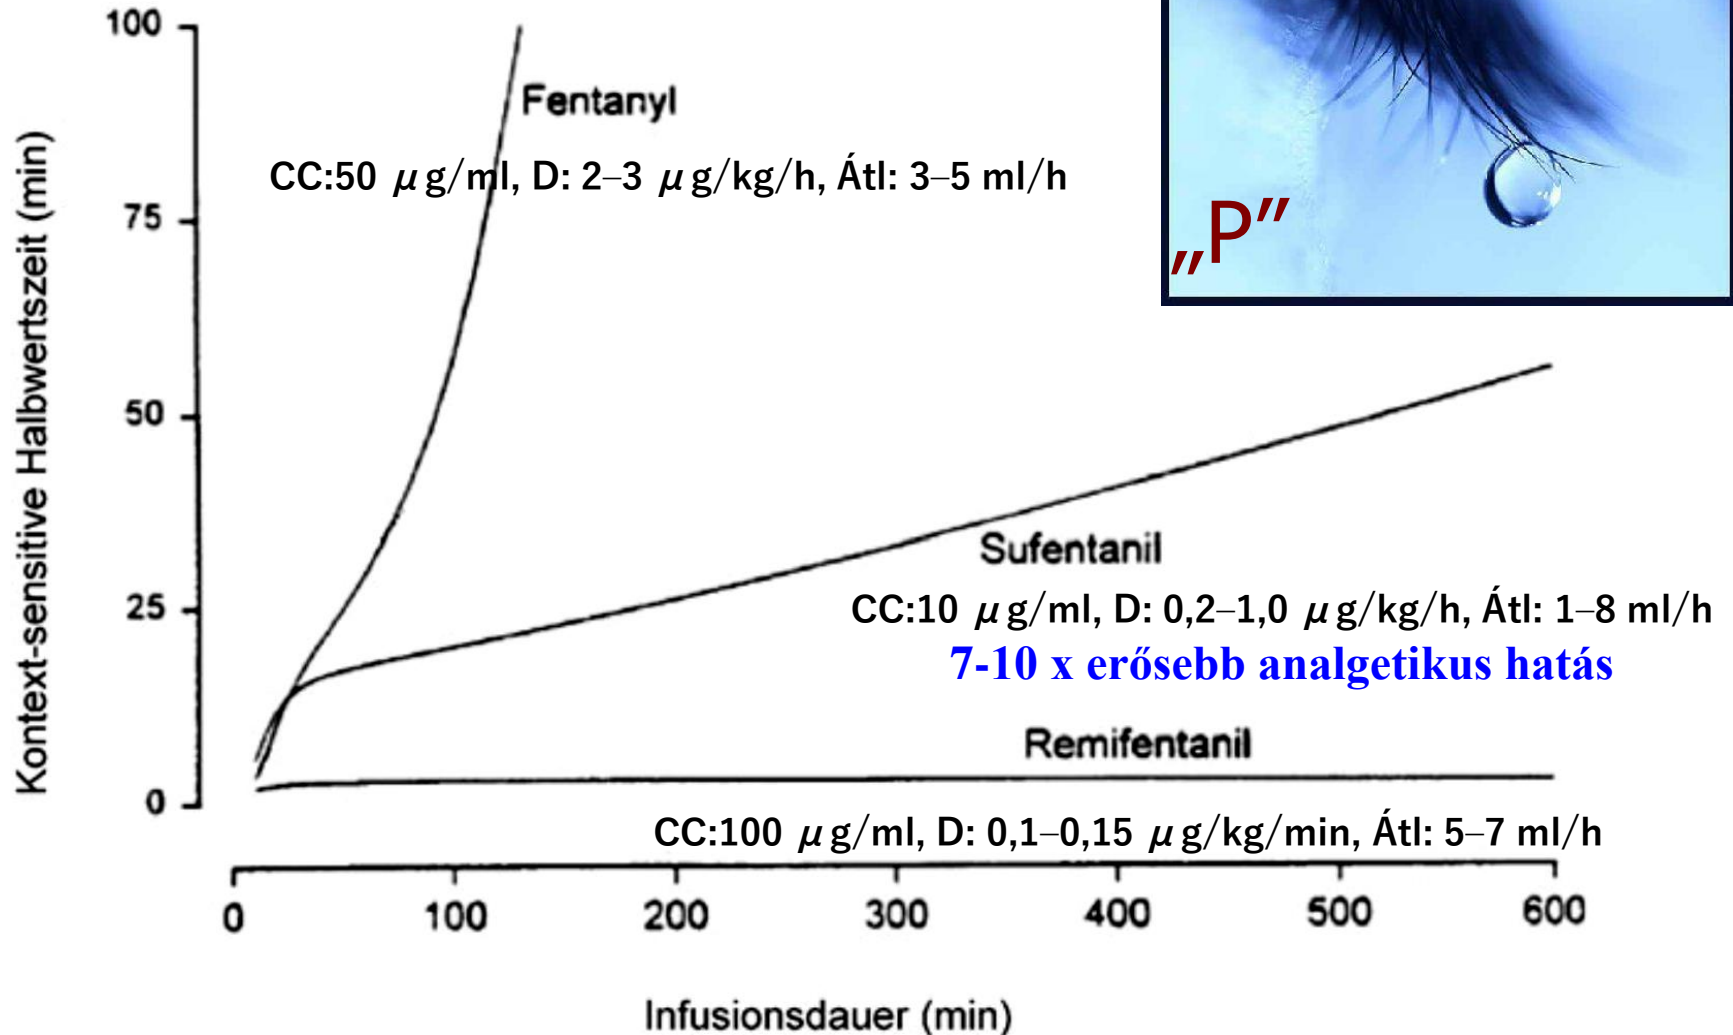 Kontext-sensitive Halbwertszeit (min)
100
75
50
25
0
Fentanyl
CC:50 μg/ml, D: 2–3 μg/kg/h, Átl: 3–5 ml/h
„P”
Sufentanil
CC:10 μg/ml, D: 0,2–1,0 μg/kg/h, Átl: 1–8 ml/h
7-10 x erősebb analgetikus hatás
Remifentanil
CC:100 μg/ml, D: 0,1–0,15 μg/kg/min, Átl: 5–7 ml/h
0 100 200 300 400 500 600
Infusionsdauer (min)